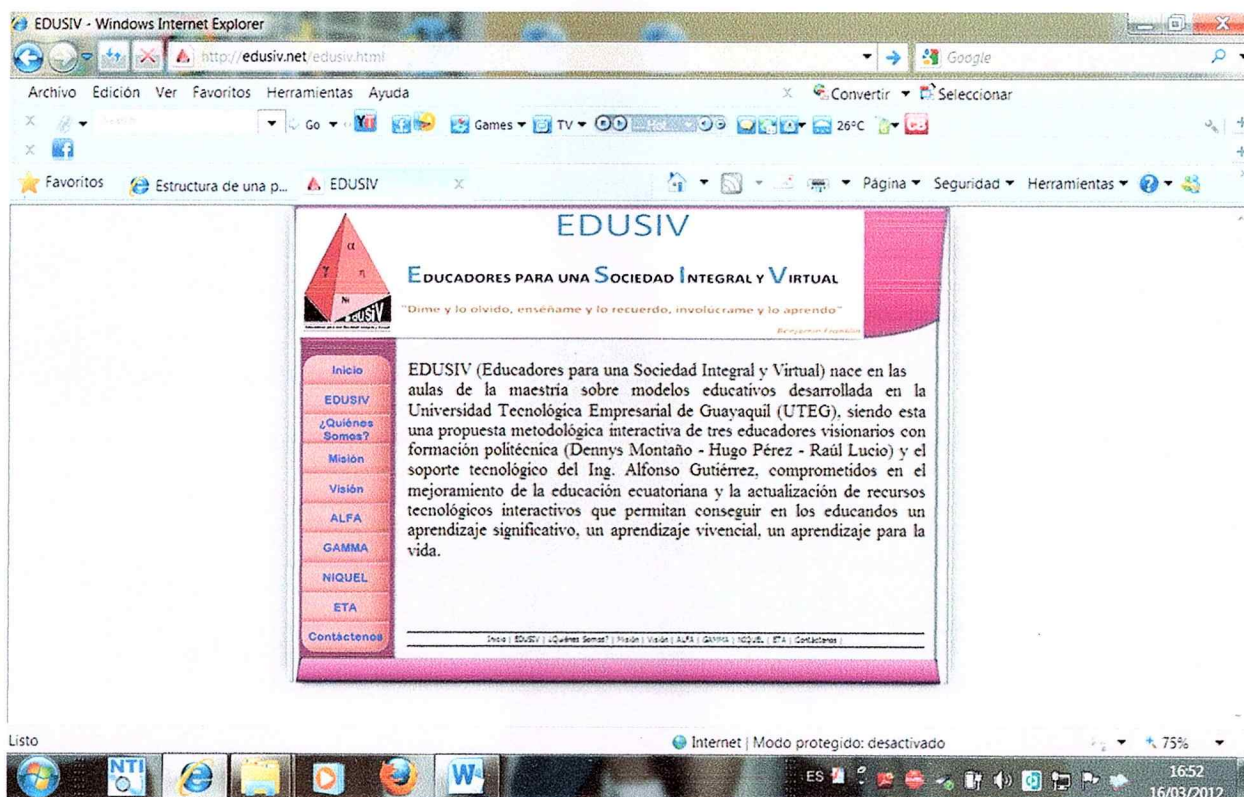 EDUSIV - Windows Internet Explorer
http://edusiv.net/edusiv.html
Google
Archivo Edición Ver Favoritos Herramientas Ayuda
Convertir Seleccionar
Go Games TV 26°C
Favoritos Estructura de una p... EDUSIV Página Seguridad Herramientas
EDUSIV
α
γ η
Ni
EDUSIV
EDUCADORES PARA UNA SOCIEDAD INTEGRAL Y VIRTUAL
"Dime y lo olvido, enséñame y lo recuerdo, involúcrame y lo aprendo"
Benjamin Franklin
Inicio
EDUSIV
¿Quiénes Somos?
Misión
Visión
ALFA
GAMMA
NIQUEL
ETA
Contáctenos
EDUSIV (Educadores para una Sociedad Integral y Virtual) nace en las
aulas de la maestría sobre modelos educativos desarrollada en la
Universidad Tecnológica Empresarial de Guayaquil (UTEG), siendo esta
una propuesta metodológica interactiva de tres educadores visionarios con
formación politécnica (Dennys Montaño - Hugo Pérez - Raúl Lucio) y el
soporte tecnológico del Ing. Alfonso Gutiérrez, comprometidos en el
mejoramiento de la educación ecuatoriana y la actualización de recursos
tecnológicos interactivos que permitan conseguir en los educandos un
aprendizaje significativo, un aprendizaje vivencial, un aprendizaje para la
vida.
Inicio | EDUSIV | ¿Quiénes Somos? | Misión | Visión | ALFA | GAMMA | NIQUEL | ETA | Contáctenos |
Listo
Internet | Modo protegido: desactivado
75%
NTI
ES
16:52
16/03/2012